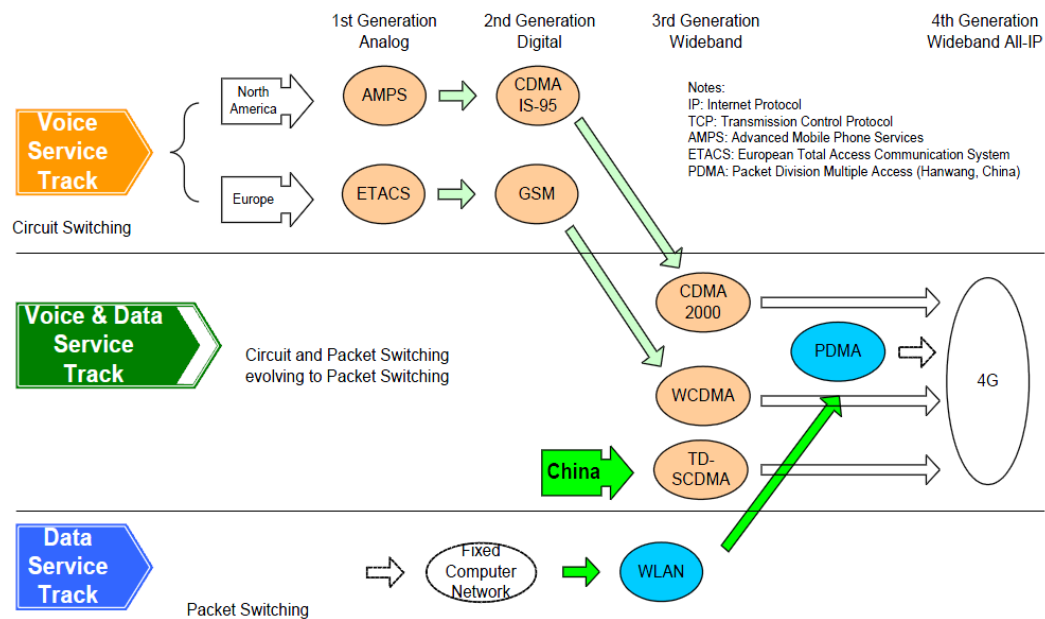 1st Generation
Analog
2nd Generation
Digital
3rd Generation
Wideband
4th Generation
Wideband All-IP
Voice
Service
Track
Circuit Switching
North
America
AMPS
CDMA
IS-95
Notes:
IP: Internet Protocol
TCP: Transmission Control Protocol
AMPS: Advanced Mobile Phone Services
ETACS: European Total Access Communication System
PDMA: Packet Division Multiple Access (Hanwang, China)
Europe
ETACS
GSM
Voice & Data
Service
Track
Circuit and Packet Switching
evolving to Packet Switching
CDMA
2000
PDMA
4G
WCDMA
China
TD-
SCDMA
Data
Service
Track
Packet Switching
Fixed
Computer
Network
WLAN